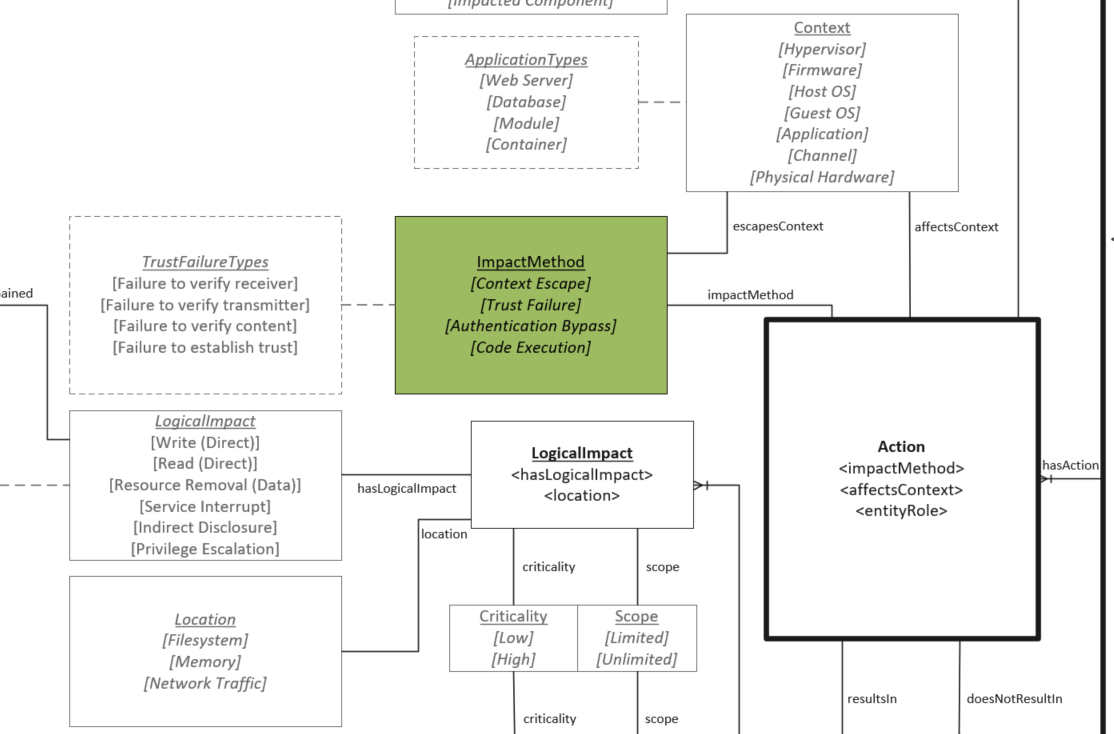 [Impacted Component]
ApplicationTypes
[Web Server]
[Database]
[Module]
[Container]
Context
[Hypervisor]
[Firmware]
[Host OS]
[Guest OS]
[Application]
[Channel]
[Physical Hardware]
escapesContext
affectsContext
TrustFailureTypes
[Failure to verify receiver]
[Failure to verify transmitter]
[Failure to verify content]
[Failure to establish trust]
ImpactMethod
[Context Escape]
[Trust Failure]
[Authentication Bypass]
[Code Execution]
impactMethod
ained
LogicalImpact
[Write (Direct)]
[Read (Direct)]
[Resource Removal (Data)]
[Service Interrupt]
[Indirect Disclosure]
[Privilege Escalation]
hasLogicalImpact
LogicalImpact
<hasLogicalImpact>
<location>
location
Action
<impactMethod>
<affectsContext>
<entityRole>
hasAction
criticality
scope
Location
[Filesystem]
[Memory]
[Network Traffic]
Criticality
[Low]
[High]
Scope
[Limited]
[Unlimited]
criticality
scope
resultsIn
doesNotResultIn